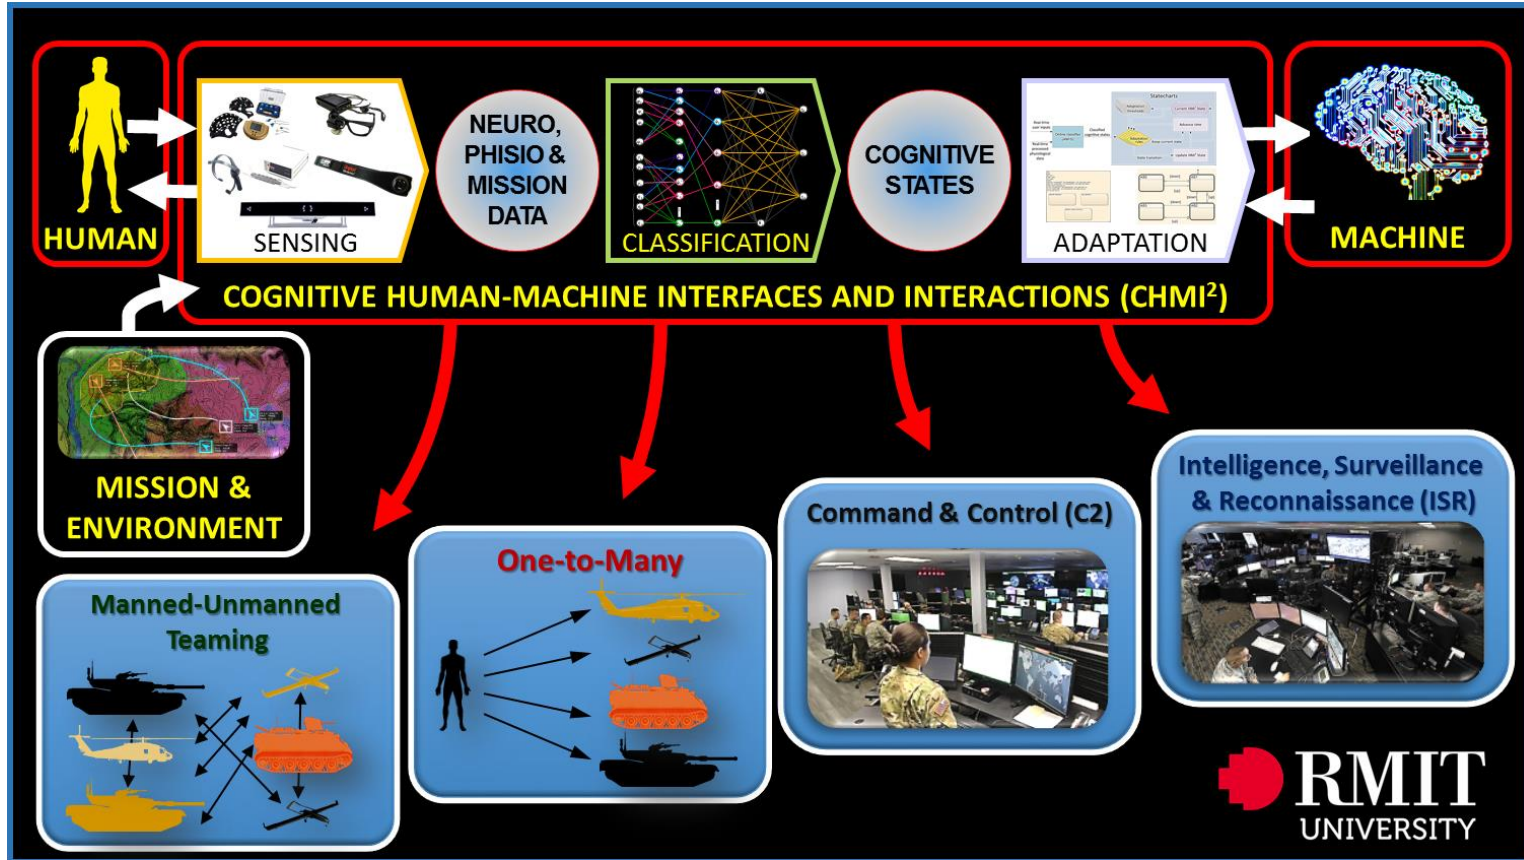 HUMAN
SENSING
NEURO,
PHISIO &
MISSION
DATA
CLASSIFICATION
COGNITIVE
STATES
Statecharts
ADAPTATION
MACHINE
COGNITIVE HUMAN-MACHINE INTERFACES AND INTERACTIONS (CHMI²)
MISSION &
ENVIRONMENT
Manned-Unmanned
Teaming
One-to-Many
Command & Control (C2)
Intelligence, Surveillance
& Reconnaissance (ISR)
RMIT
UNIVERSITY